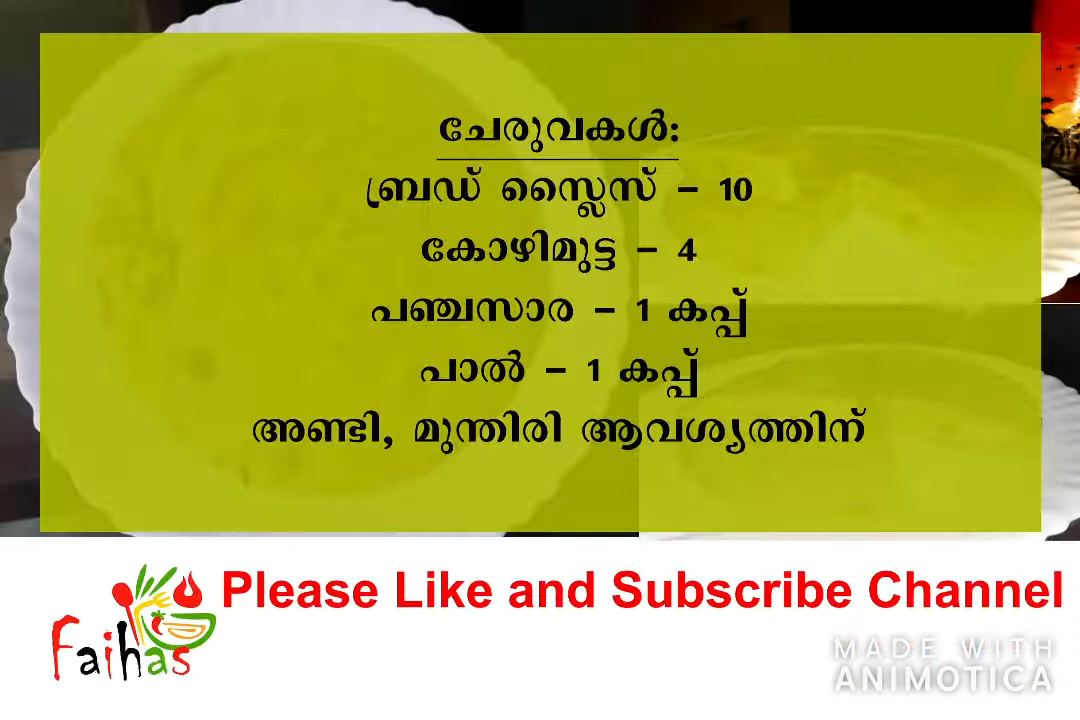 ചേരുവകൾ:
ബ്രഡ് സ്ലൈസ് – 10
കോഴിമുട്ട – 4
പഞ്ചസാര – 1 കപ്പ്
പാൽ – 1 കപ്പ്
അണ്ടി, മുന്തിരി ആവശ്യത്തിന്
Please Like and Subscribe Channel
Faihas
MADE WITH
ANIMOTICA